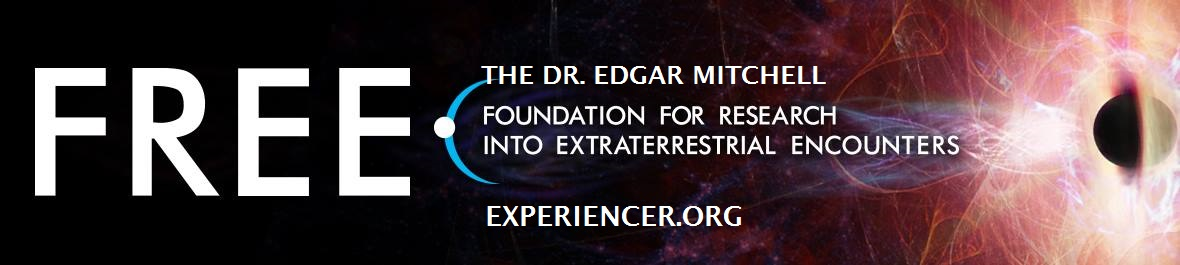 FREE
THE DR. EDGAR MITCHELL
FOUNDATION FOR RESEARCH
INTO EXTRATERRESTRIAL ENCOUNTERS
EXPERIENCER.ORG